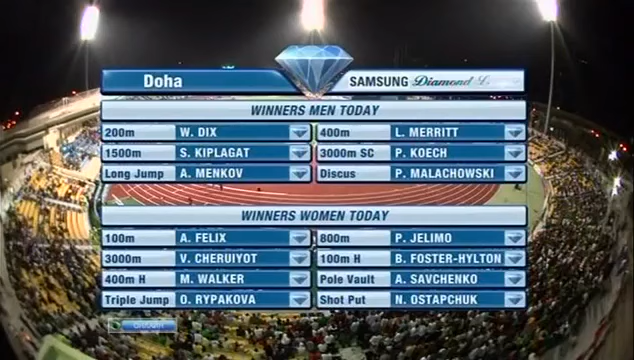 Doha
SAMSUNG Diamond L
WINNERS MEN TODAY
200m W. DIX 400m L. MERRITT
1500m S. KIPLAGAT 3000m SC P. KOECH
Long Jump A. MENKOV Discus P. MALACHOWSKI
WINNERS WOMEN TODAY
100m A. FELIX 800m P. JELIMO
3000m V. CHERUIYOT 100m H B. FOSTER-HYLTON
400m H M. WALKER Pole Vault A. SAVCHENKO
Triple Jump O. RYPAKOVA Shot Put N. OSTAPCHUK